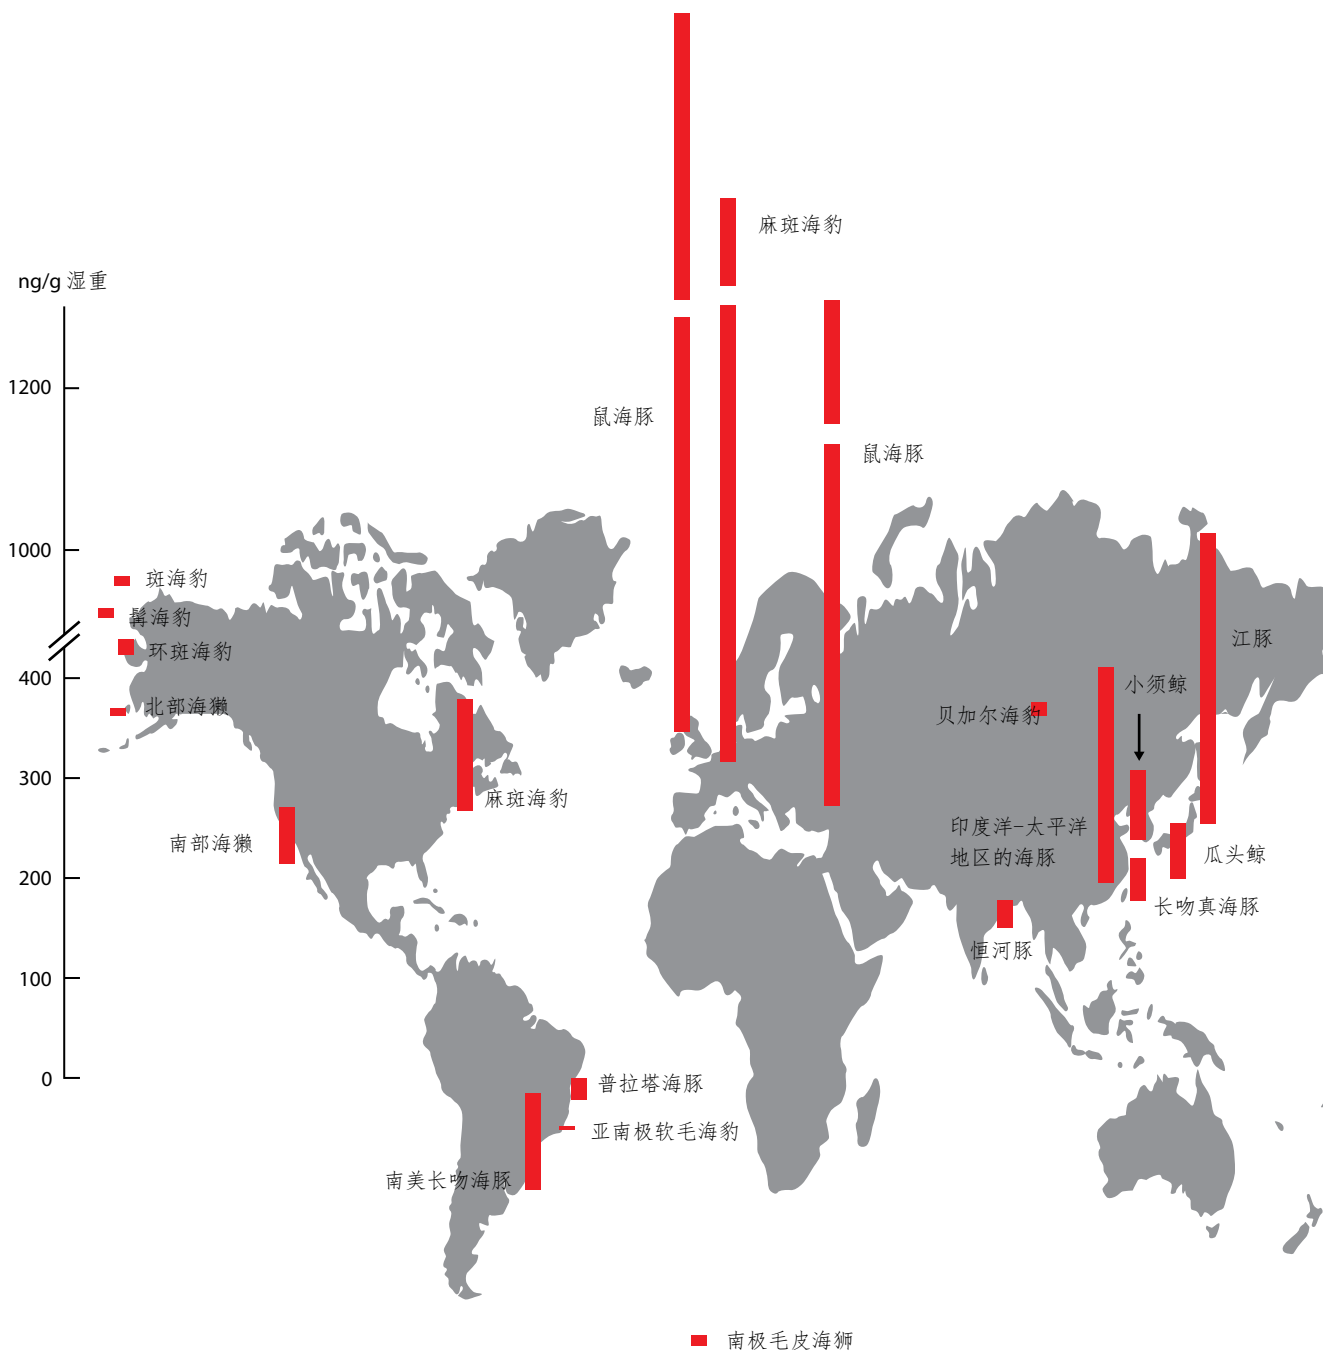 麻斑海豹
ng/g 湿重
1200
鼠海豚
鼠海豚
1000
斑海豹
髯海豹
环斑海豹
江豚
400
小须鲸
北部海獭
贝加尔海豹
300
麻斑海豹
印度洋-太平洋
地区的海豚
南部海獭
瓜头鲸
200
长吻真海豚
恒河豚
100
0
普拉塔海豚
亚南极软毛海豹
南美长吻海豚
南极毛皮海狮